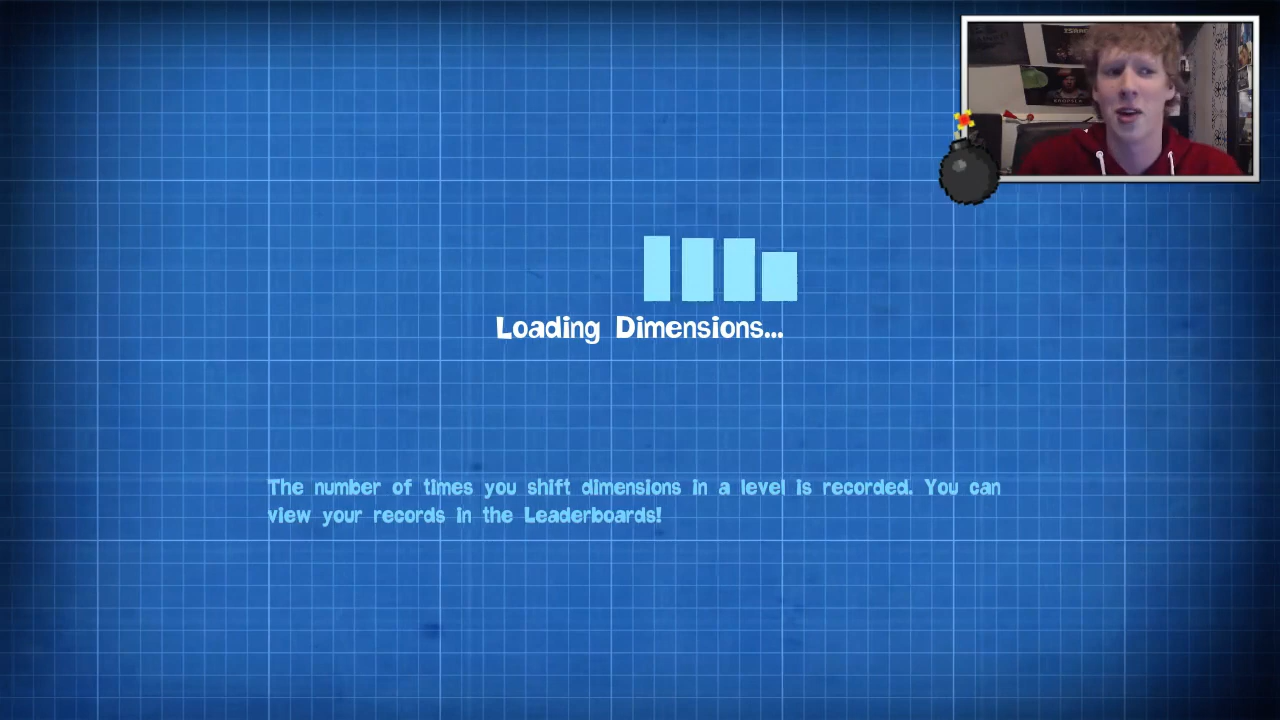 Loading Dimensions...
The number of times you shift dimensions in a level is recorded. You can
view your records in the Leaderboards!